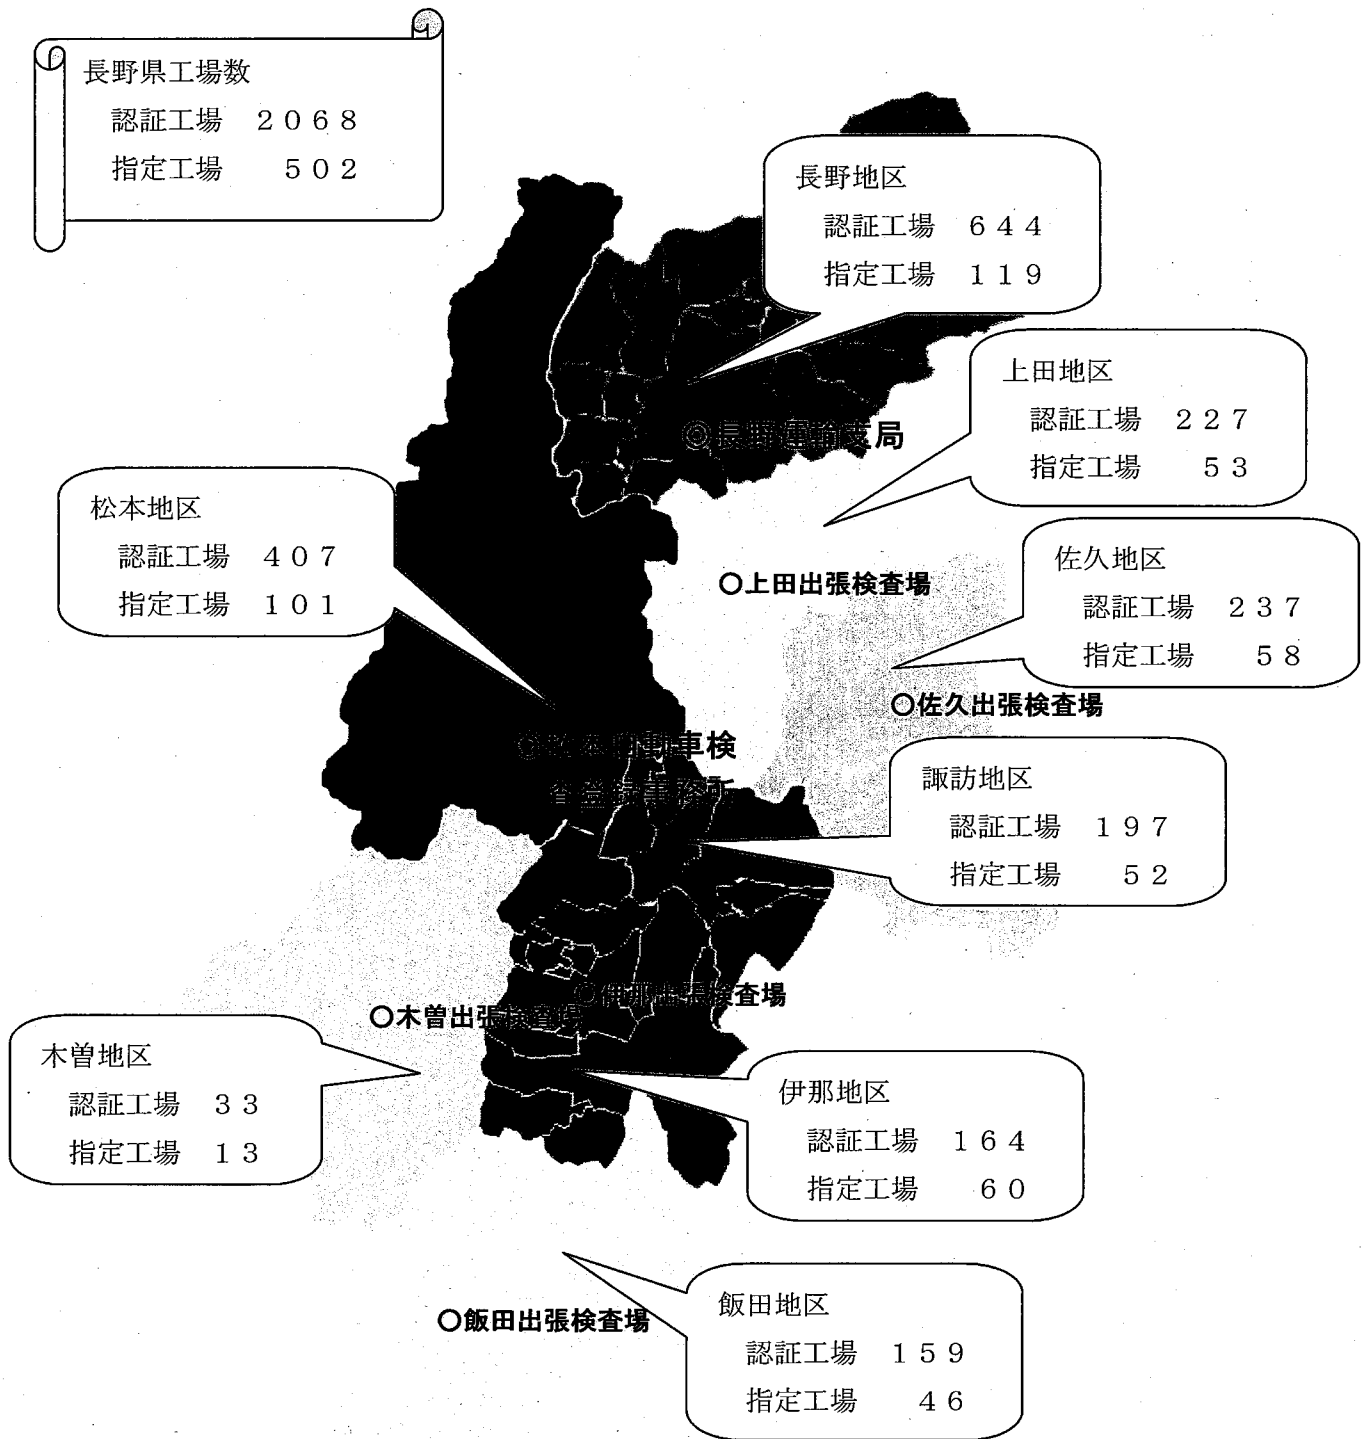 長野県工場数
認証工場 2068
指定工場 502
長野地区
認証工場 644
指定工場 119
◎長野運輸支局
上田地区
認証工場 227
指定工場 53
松本地区
認証工場 407
指定工場 101
○上田出張検査場
佐久地区
認証工場 237
指定工場 58
○佐久出張検査場
◎松本自動車検
査登録事務所
諏訪地区
認証工場 197
指定工場 52
○伊那出張検査場
○木曽出張検査場
木曽地区
認証工場 33
指定工場 13
伊那地区
認証工場 164
指定工場 60
飯田地区
認証工場 159
指定工場 46
○飯田出張検査場